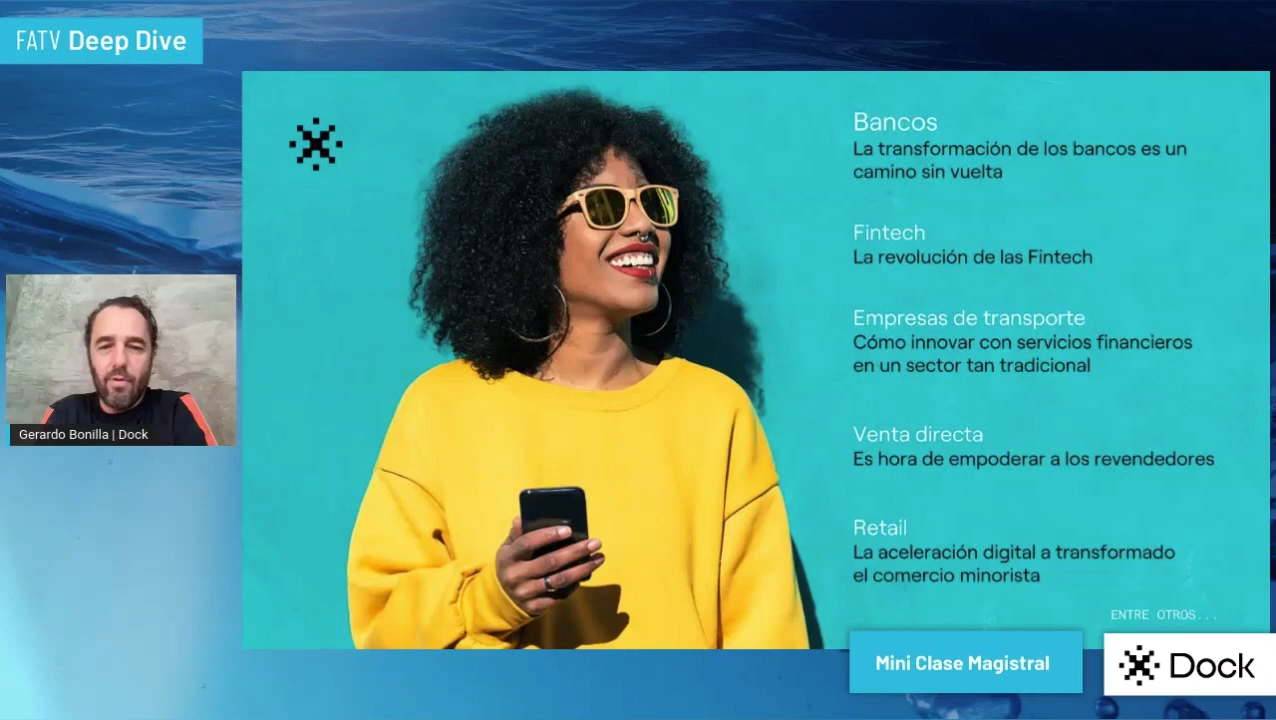 FATV Deep Dive
Bancos
La transformación de los bancos es un
camino sin vuelta
Fintech
La revolución de las Fintech
Empresas de transporte
Cómo innovar con servicios financieros
en un sector tan tradicional
Venta directa
Es hora de empoderar a los revendedores
Retail
La aceleración digital a transformado
el comercio minorista
ENTRE OTROS...
Gerardo Bonilla | Dock
Mini Clase Magistral
Dock